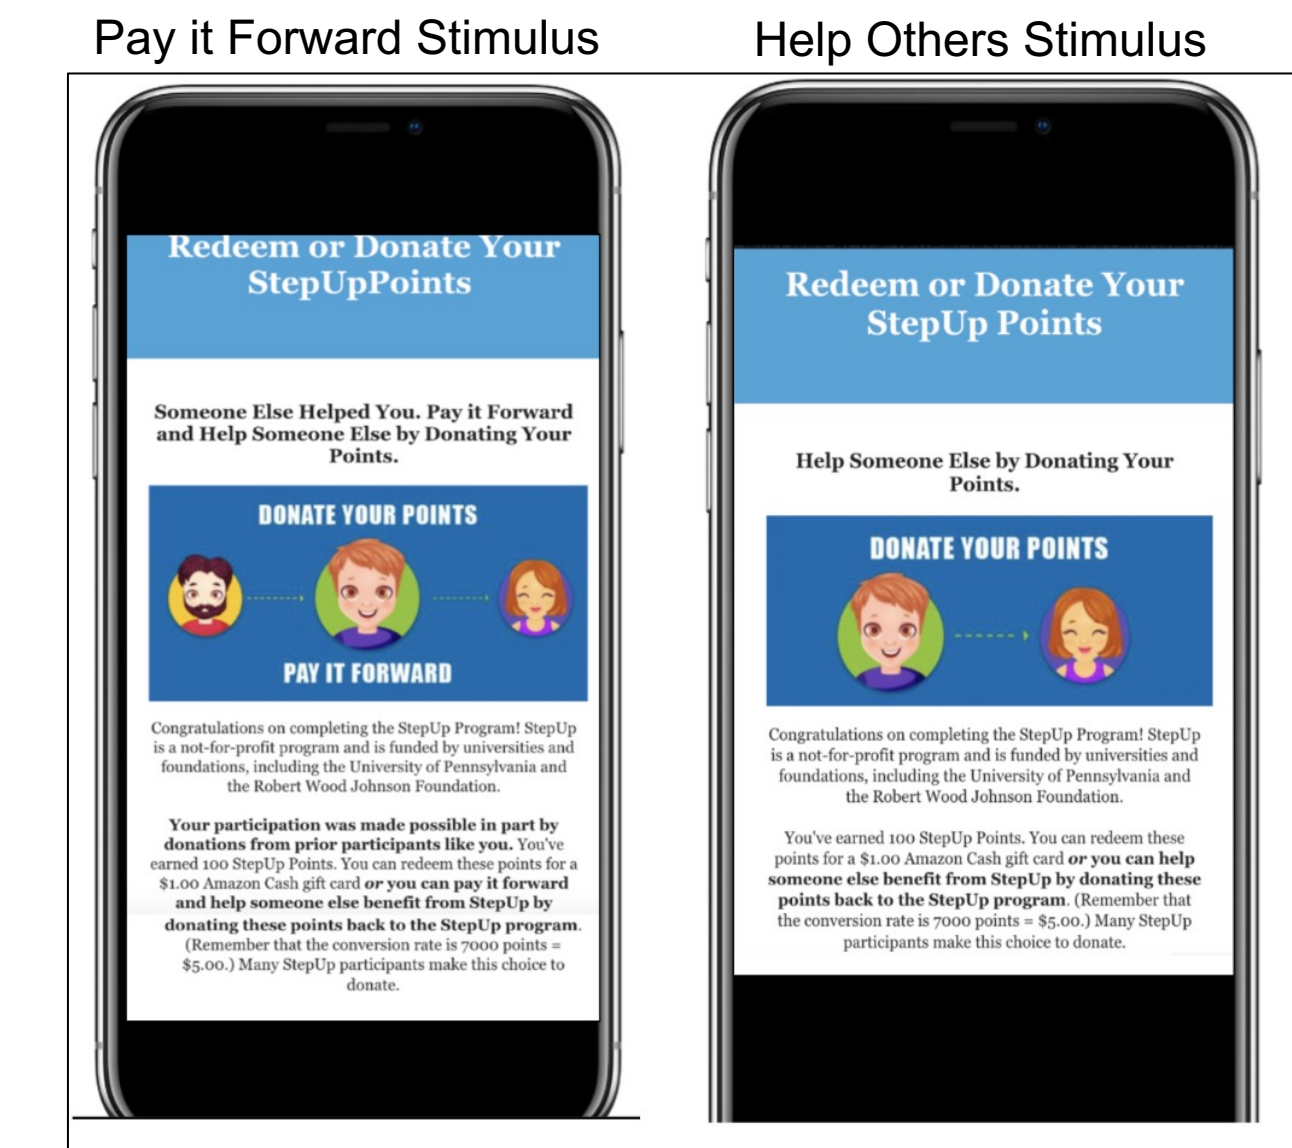 Pay it Forward Stimulus
Redeem or Donate Your
StepUpPoints
Someone Else Helped You. Pay it Forward
and Help Someone Else by Donating Your
Points.
DONATE YOUR POINTS
PAY IT FORWARD
Congratulations on completing the StepUp Program! StepUp
is a not-for-profit program and is funded by universities and
foundations, including the University of Pennsylvania and
the Robert Wood Johnson Foundation.
Your participation was made possible in part by
donations from prior participants like you. You've
earned 100 StepUp Points. You can redeem these points for a
$1.00 Amazon Cash gift card or you can pay it forward
and help someone else benefit from StepUp by
donating these points back to the StepUp program.
(Remember that the conversion rate is 7000 points =
$5.00.) Many StepUp participants make this choice to
donate.
Help Others Stimulus
Redeem or Donate Your
StepUp Points
Help Someone Else by Donating Your
Points.
DONATE YOUR POINTS
Congratulations on completing the StepUp Program! StepUp
is a not-for-profit program and is funded by universities and
foundations, including the University of Pennsylvania and
the Robert Wood Johnson Foundation.
You've earned 100 StepUp Points. You can redeem these
points for a $1.00 Amazon Cash gift card or you can help
someone else benefit from StepUp by donating these
points back to the StepUp program. (Remember that
the conversion rate is 7000 points = $5.00.) Many StepUp
participants make this choice to donate.